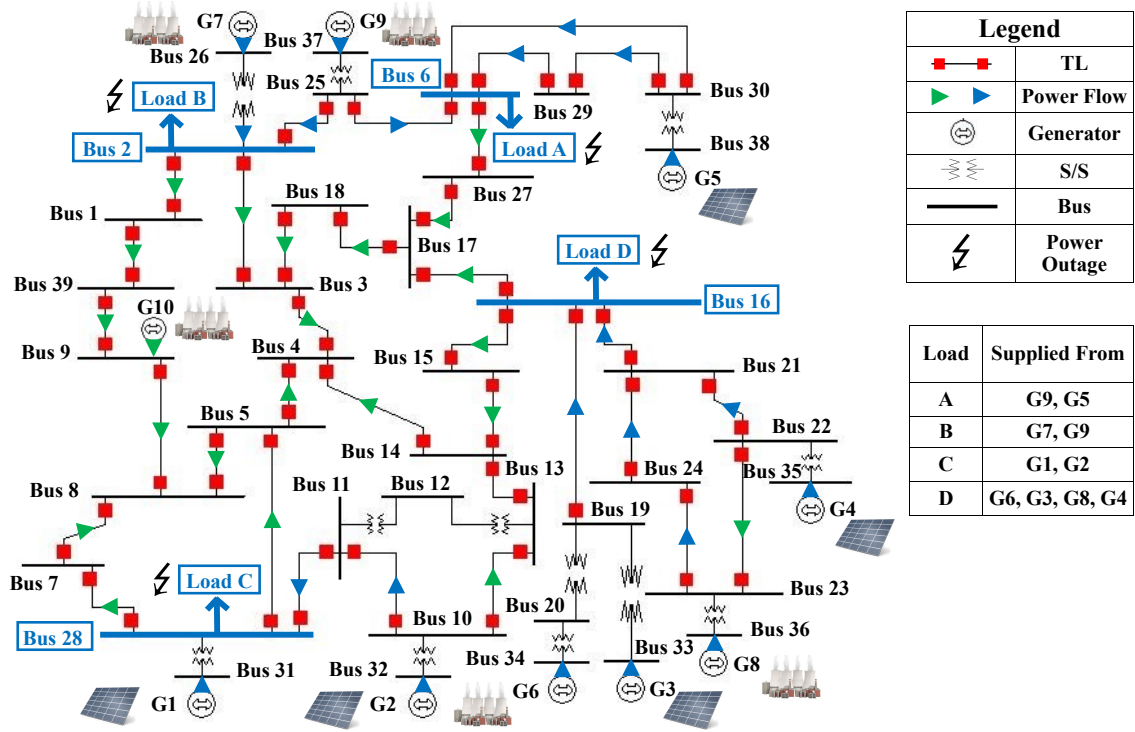 G7
G9
Bus 37
Bus 26
Bus 25
Bus 6
Bus 30
Bus 29
Load B
Load A
Bus 38
Bus 2
G5
Bus 18
Bus 27
Bus 1
Bus 17
Load D
Bus 39
Bus 3
Bus 16
G10
Bus 9
Bus 4
Bus 15
Bus 21
Bus 5
Bus 22
Bus 14
Bus 13
Bus 35
Bus 8
Bus 11
Bus 12
Bus 24
G4
Bus 19
Bus 7
Load C
Bus 23
Bus 28
Bus 10
Bus 20
Bus 36
Bus 31
Bus 32
Bus 34
Bus 33
G8
G1
G2
G6
G3
Legend
TL
Power Flow
Generator
S/S
Bus
Power
Outage
Load Supplied From
A G9, G5
B G7, G9
C G1, G2
D G6, G3, G8, G4